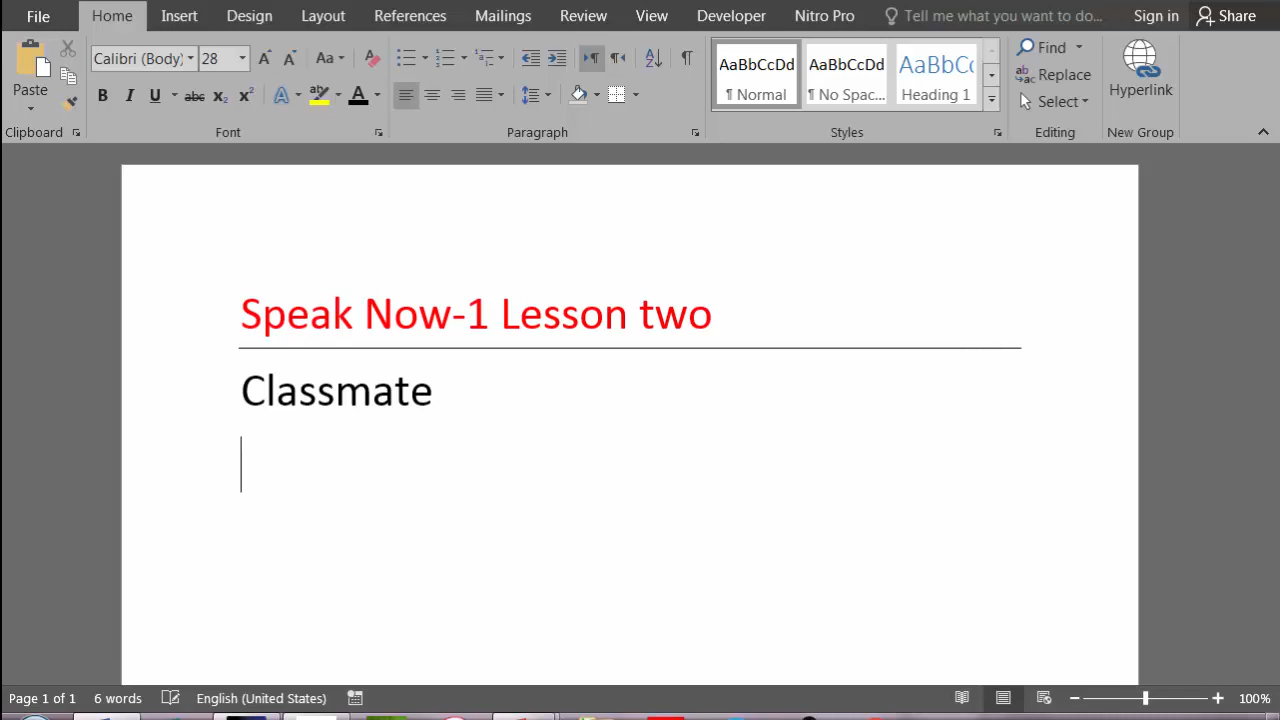 File Home Insert Design Layout References Mailings Review View Developer Nitro Pro Tell me what you want to do... Sign in Share
Calibri (Body) 28 Aa AaBbCcDd AaBbCcDd AaBbCc Find
Replace
Paste B I U abc X₂ X² A A ¶ Normal ¶ No Spac... Heading 1 Select Hyperlink
Clipboard Font Paragraph Styles Editing New Group
Speak Now-1 Lesson two
Classmate
Page 1 of 1 6 words English (United States) 100%